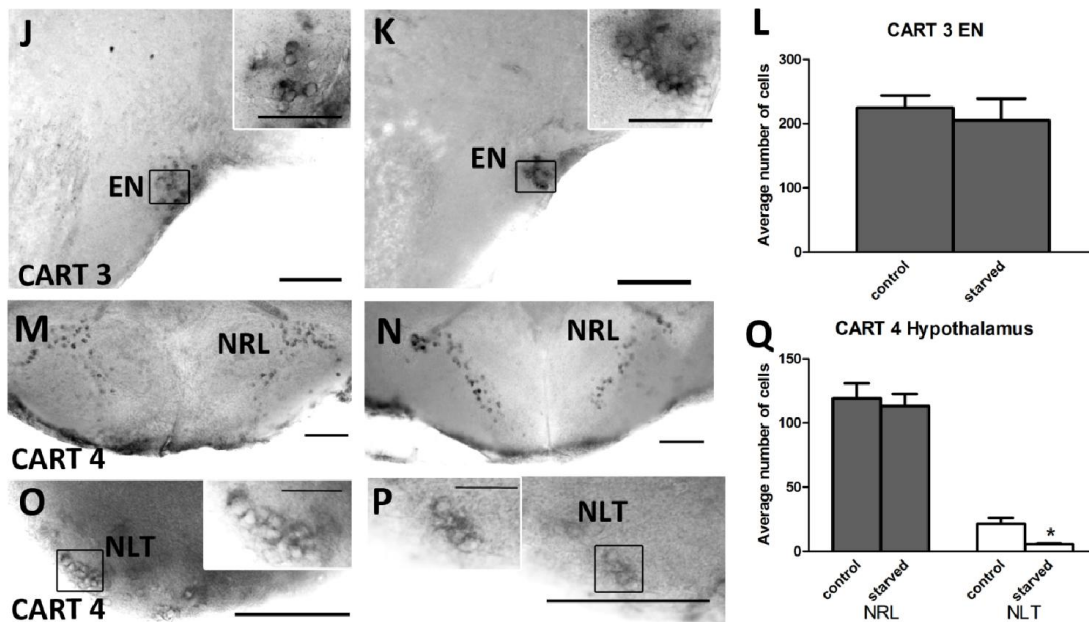 J
EN
CART 3
K
EN
L
CART 3 EN
Average number of cells
300
200
100
0
control
starved
M
NRL
CART 4
N
NRL
O
NLT
CART 4
P
NLT
Q
CART 4 Hypothalamus
Average number of cells
150
100
50
0
control
starved
control
*
starved
NRL
NLT